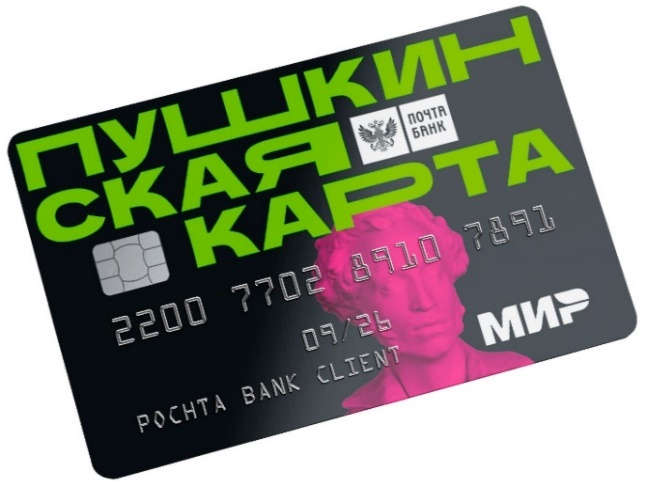 ПУШКИН
СКАЯ
КАРТА
ПОЧТА
БАНК
2200 7702 8910 7891
09/26
POCHTA BANK CLIENT
МИР